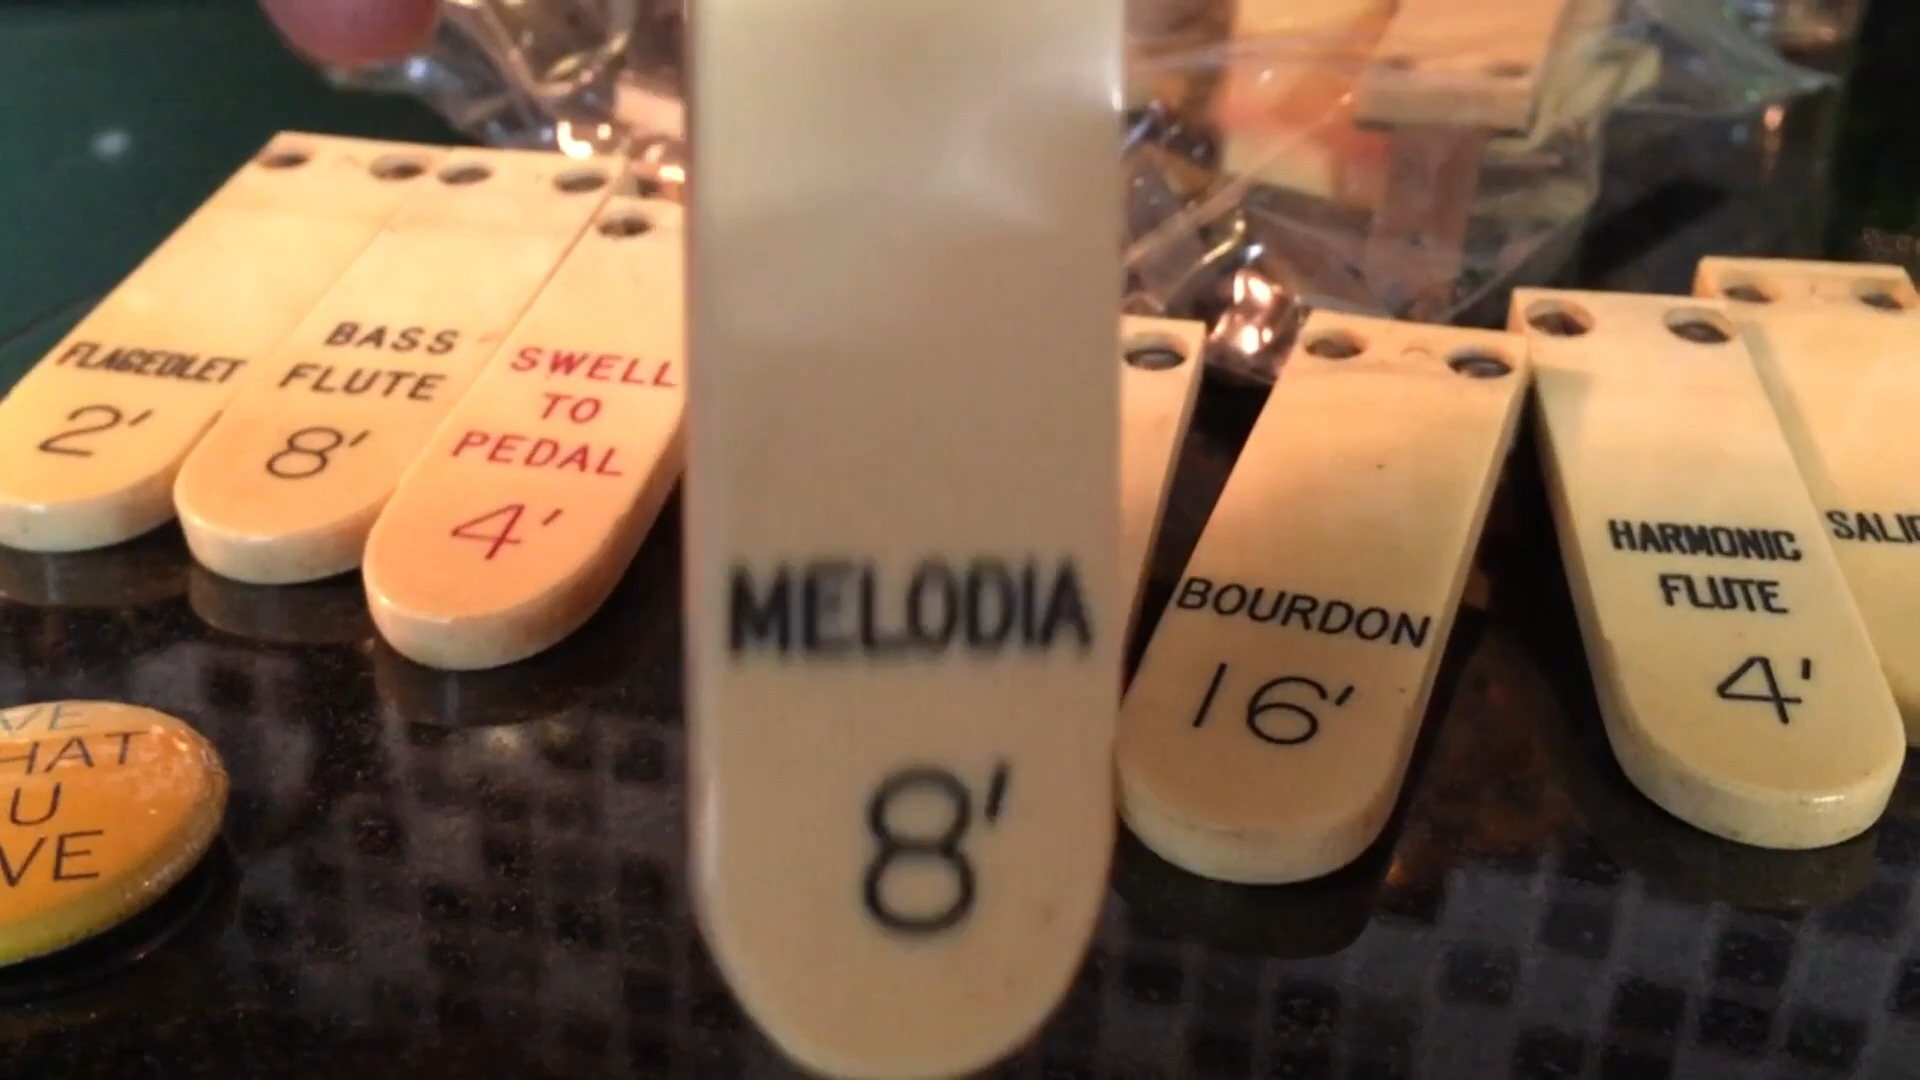 FLAGEOLET
2'
BASS
FLUTE
8'
SWELL
TO
PEDAL
4'
MELODIA
8'
BOURDON
16'
HARMONIC
FLUTE
4'
U